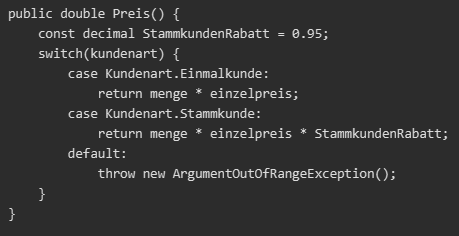 public double Preis() {
    const decimal StammkundenRabatt = 0.95;
    switch(kundenart) {
        case Kundenart.Einmalkunde:
            return menge * einzelpreis;
        case Kundenart.Stammkunde:
            return menge * einzelpreis * StammkundenRabatt;
        default:
            throw new ArgumentOutOfRangeException();
    }
}